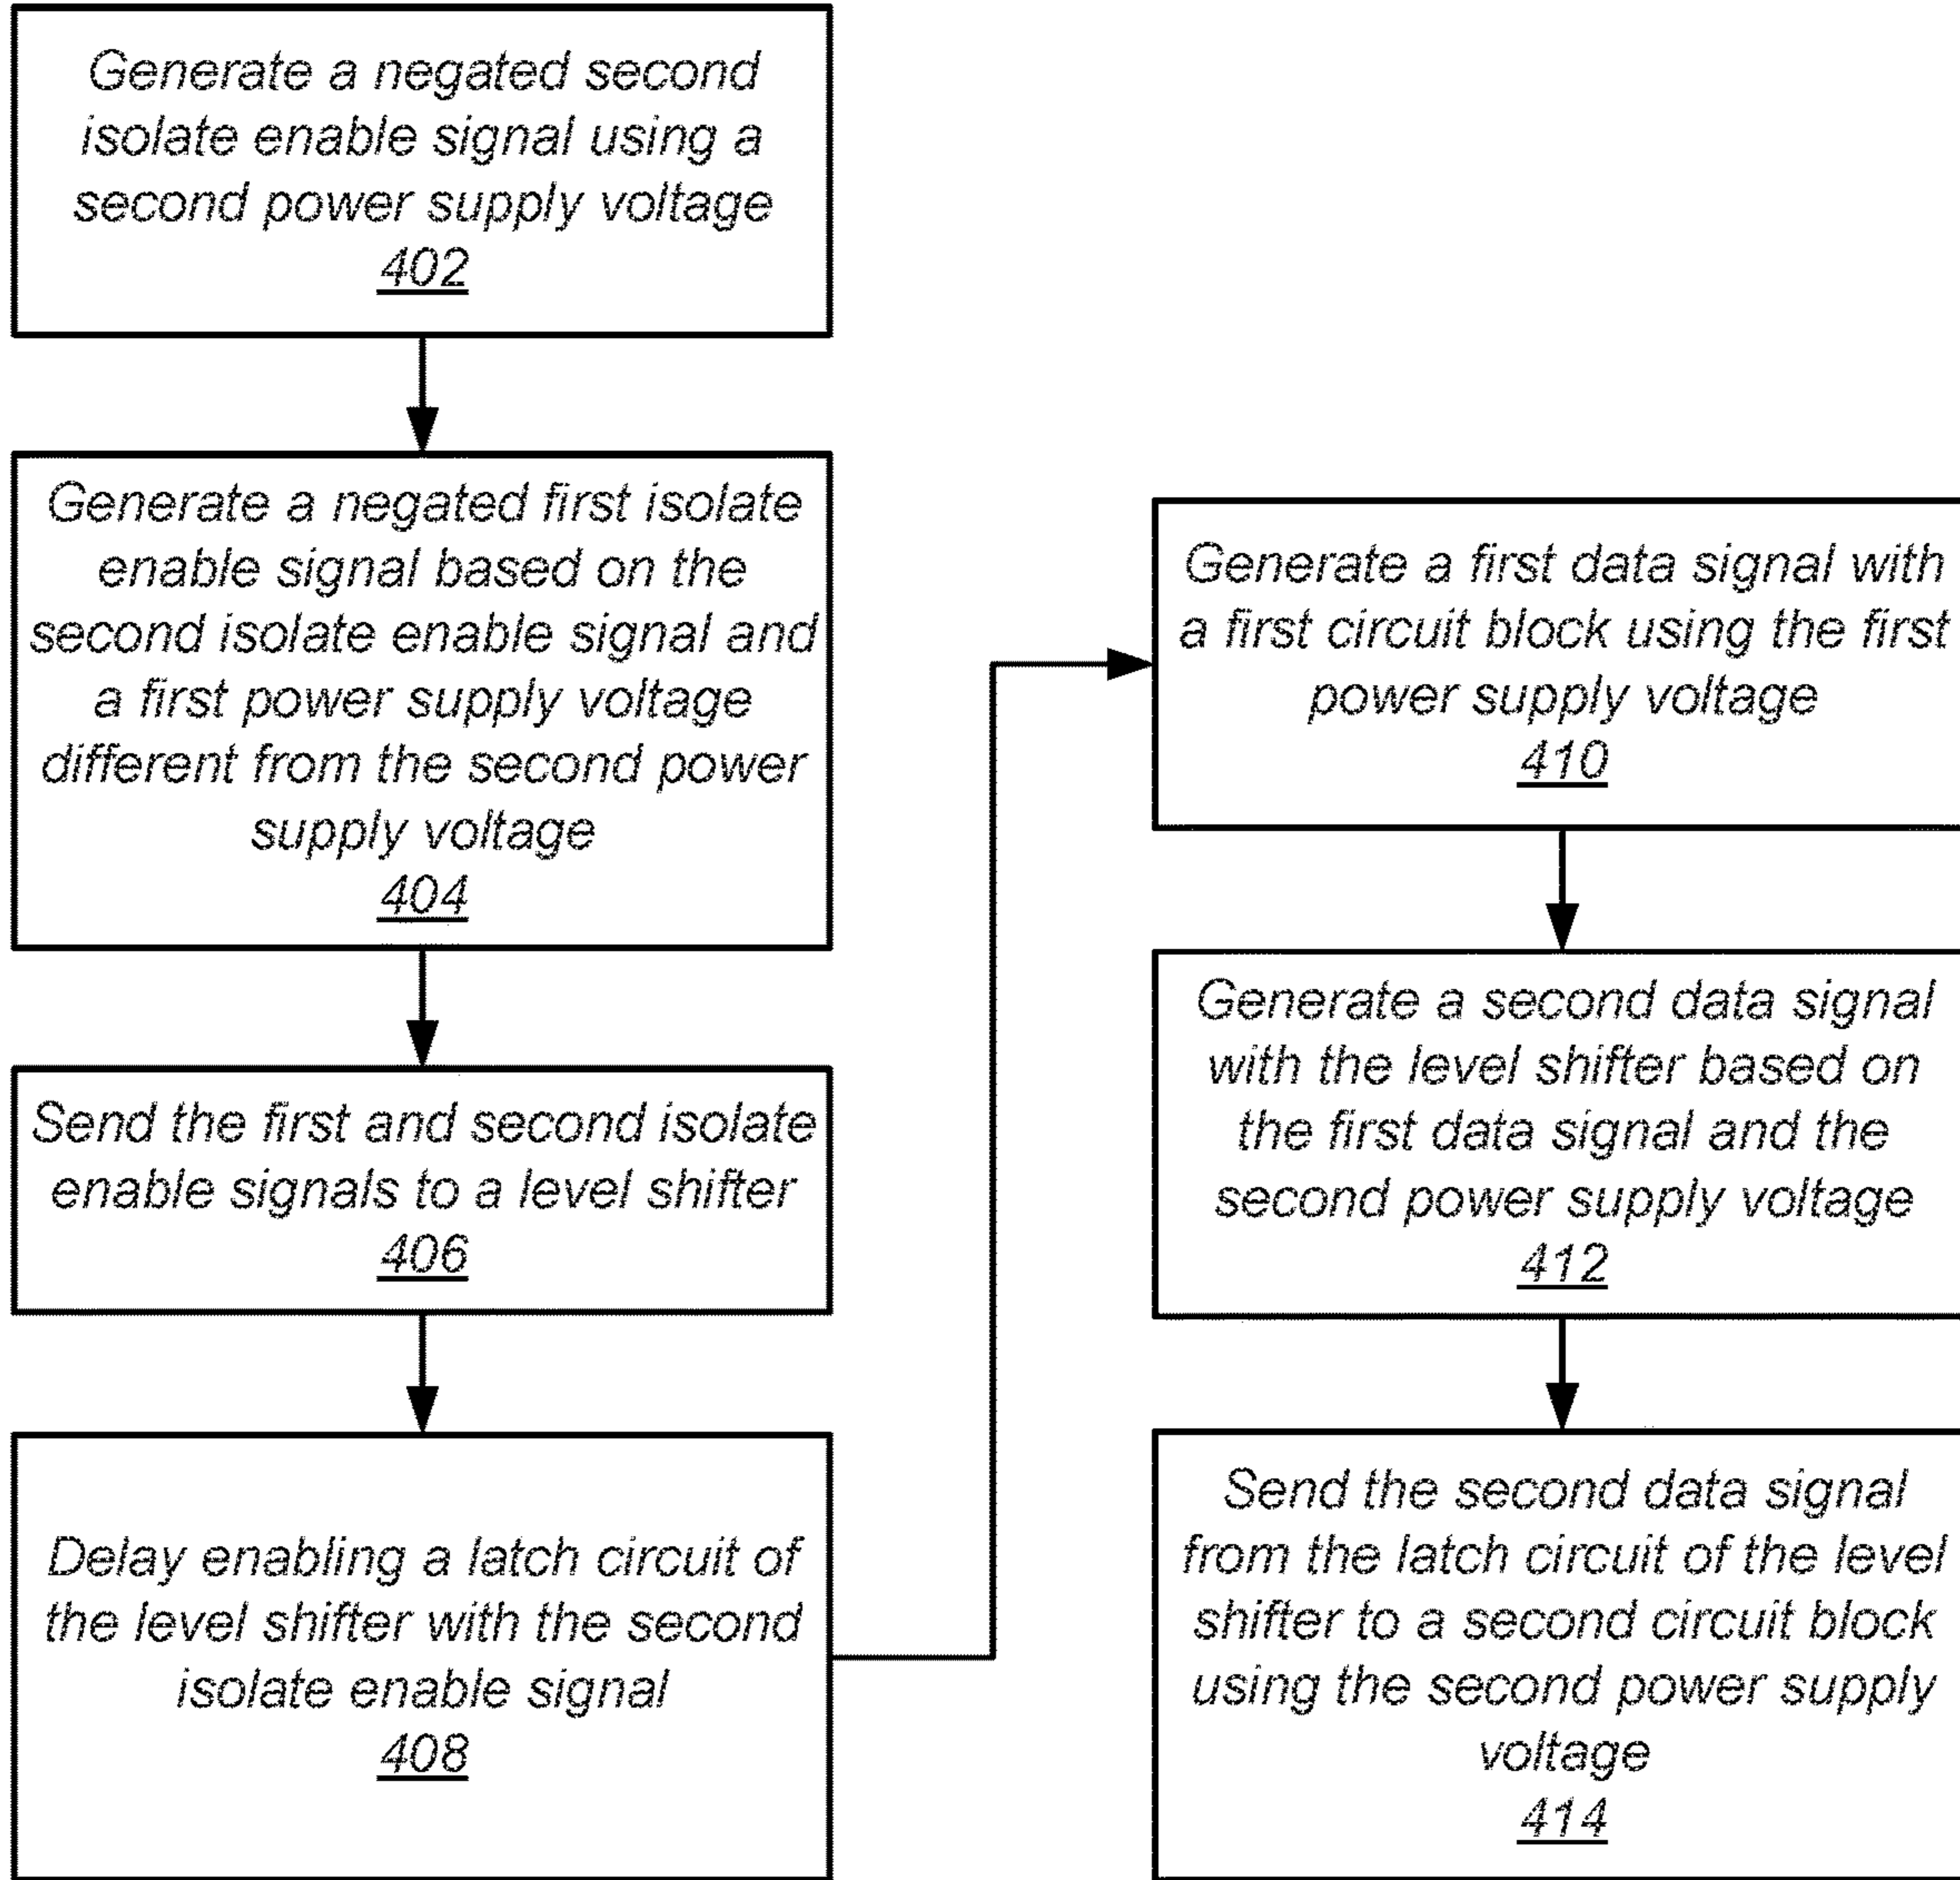 Generate a negated second
isolate enable signal using a
second power supply voltage
402
Generate a negated first isolate
enable signal based on the
second isolate enable signal and
a first power supply voltage
different from the second power
supply voltage
404
Send the first and second isolate
enable signals to a level shifter
406
Delay enabling a latch circuit of
the level shifter with the second
isolate enable signal
408
Generate a first data signal with
a first circuit block using the first
power supply voltage
410
Generate a second data signal
with the level shifter based on
the first data signal and the
second power supply voltage
412
Send the second data signal
from the latch circuit of the level
shifter to a second circuit block
using the second power supply
voltage
414